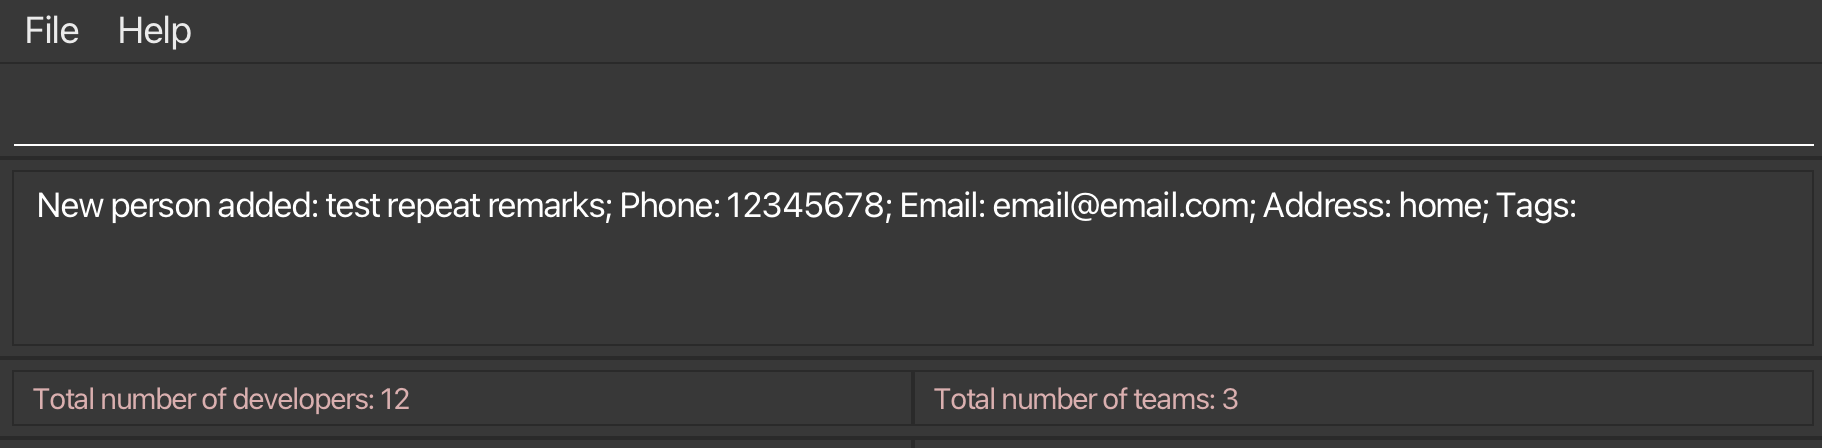 File Help
New person added: test repeat remarks; Phone: 12345678; Email: email@email.com; Address: home; Tags:
Total number of developers: 12
Total number of teams: 3